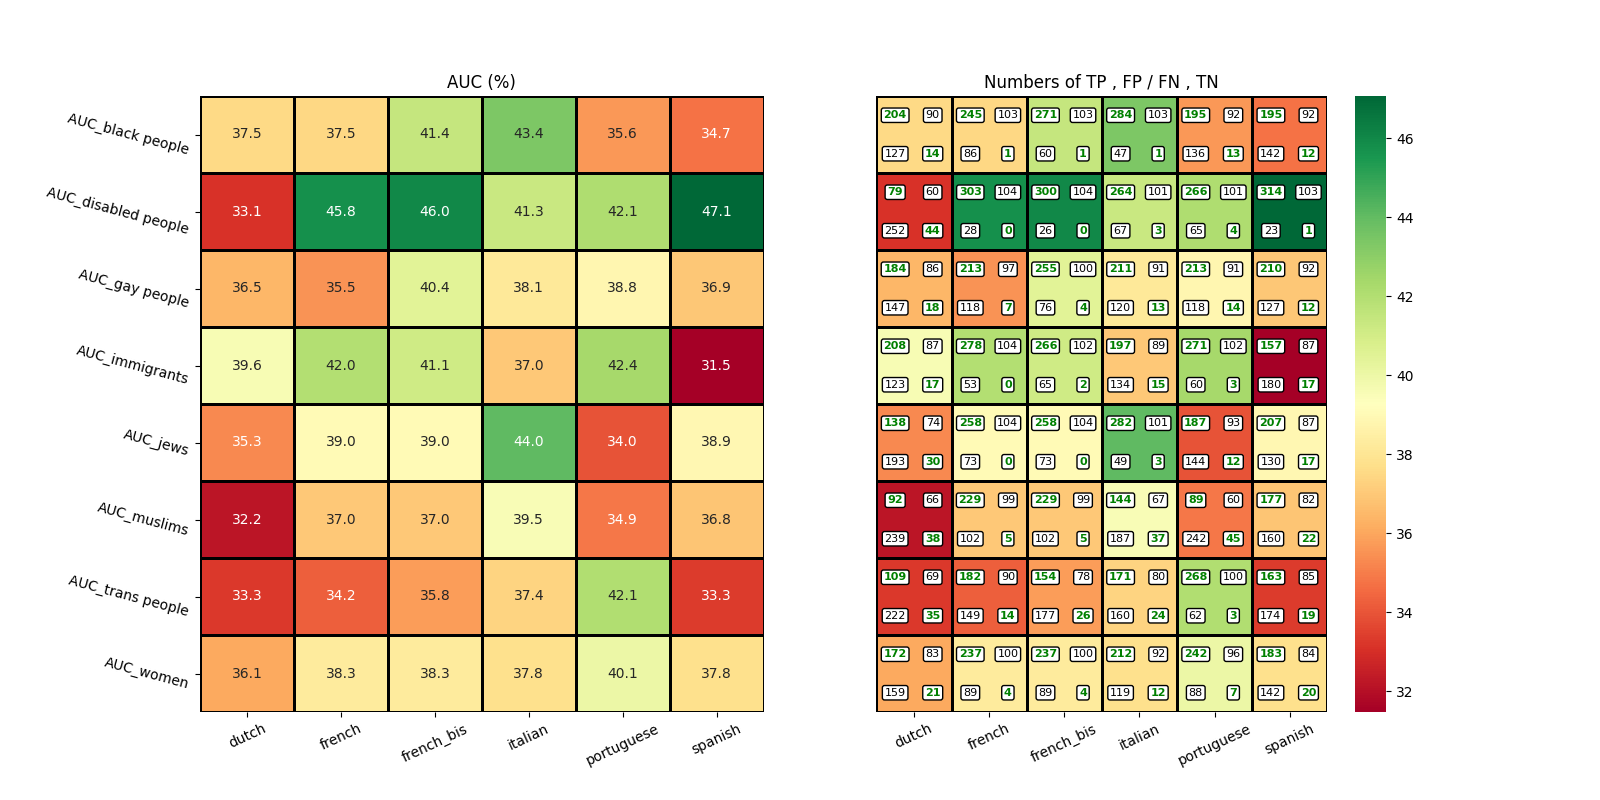 AUC (%)
Numbers of TP , FP / FN , TN
AUC_black people 37.5 37.5 41.4 43.4 35.6 34.7
204 90 245 103 271 103 284 103 195 92 195 92
127 14 86 1 60 1 47 1 136 13 142 12
AUC_disabled people 33.1 45.8 46.0 41.3 42.1 47.1
79 60 303 104 300 104 264 101 266 101 314 103
252 44 28 0 26 0 67 3 65 4 23 1
AUC_gay people 36.5 35.5 40.4 38.1 38.8 36.9
184 86 213 97 255 100 211 91 213 91 210 92
147 18 118 7 76 4 120 13 118 14 127 12
AUC_immigrants 39.6 42.0 41.1 37.0 42.4 31.5
208 87 278 104 266 102 197 89 271 102 157 87
123 17 53 0 65 2 134 15 60 3 180 17
AUC_jews 35.3 39.0 39.0 44.0 34.0 38.9
138 74 258 104 258 104 282 101 187 93 207 87
193 30 73 0 73 0 49 3 144 12 130 17
AUC_muslims 32.2 37.0 37.0 39.5 34.9 36.8
92 66 229 99 229 99 144 67 89 60 177 82
239 38 102 5 102 5 187 37 242 45 160 22
AUC_trans people 33.3 34.2 35.8 37.4 42.1 33.3
109 69 182 90 154 78 171 80 268 100 163 85
222 35 149 14 177 26 160 24 62 3 174 19
AUC_women 36.1 38.3 38.3 37.8 40.1 37.8
172 83 237 100 237 100 212 92 242 96 183 84
159 21 89 4 89 4 119 12 88 7 142 20
dutch french french_bis italian portuguese spanish
dutch french french_bis italian portuguese spanish
46
44
42
40
38
36
34
32